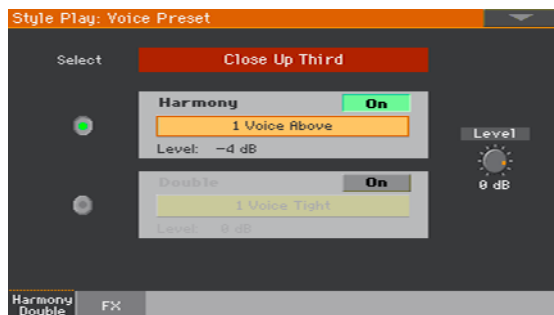 Style Play: Voice Preset
Select
Close Up Third
Harmony
On
1 Voice Above
Level: -4 dB
Level
0 dB
Double
On
1 Voice Tight
Level: 0 dB
Harmony
Double
FX